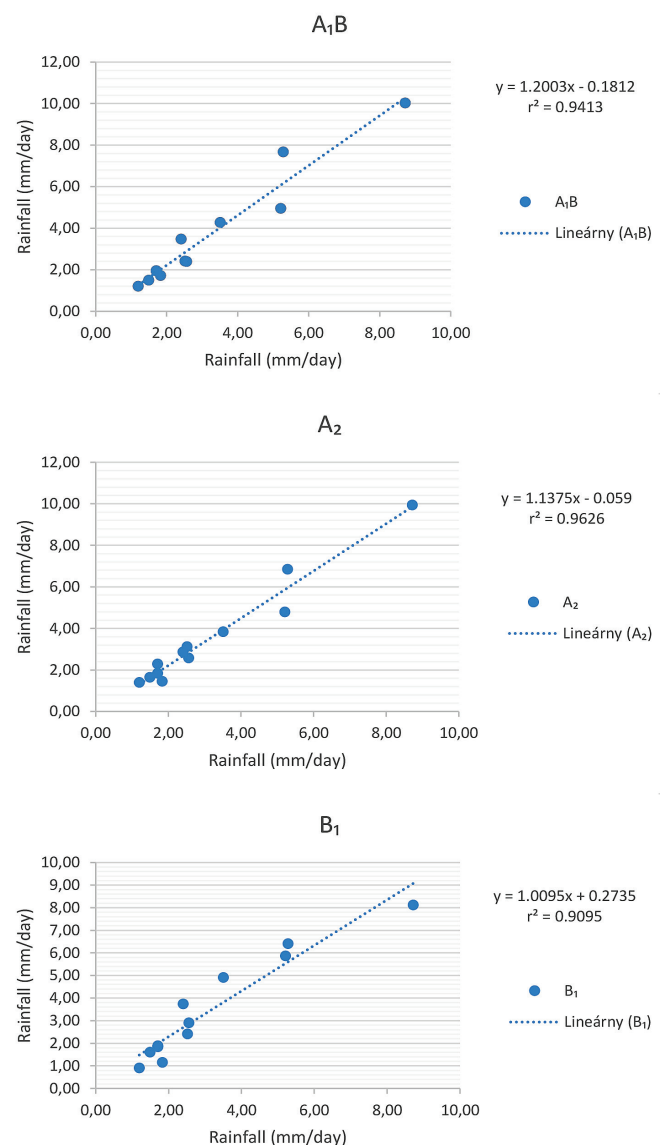 A₁B
12,00
10,00
8,00
6,00
4,00
2,00
0,00
Rainfall (mm/day)
0,00 2,00 4,00 6,00 8,00 10,00
Rainfall (mm/day)
y = 1.2003x - 0.1812
r² = 0.9413
A₁B
Lineárny (A₁B)
A₂
12,00
10,00
8,00
6,00
4,00
2,00
0,00
Rainfall (mm/day)
0,00 2,00 4,00 6,00 8,00 10,00
Rainfall (mm/day)
y = 1.1375x - 0.059
r² = 0.9626
A₂
Lineárny (A₂)
B₁
10,00
9,00
8,00
7,00
6,00
5,00
4,00
3,00
2,00
1,00
0,00
Rainfall (mm/day)
0,00 2,00 4,00 6,00 8,00 10,00
Rainfall (mm/day)
y = 1.0095x + 0.2735
r² = 0.9095
B₁
Lineárny (B₁)